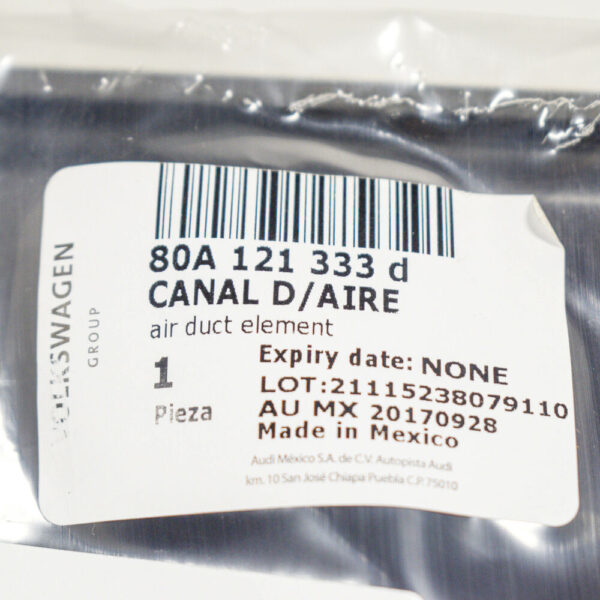 VOLKSWAGEN
GROUP
80A 121 333 d
CANAL D/AIRE
air duct element
1
Pieza
Expiry date: NONE
LOT:21115238079110
AU MX 20170928
Made in Mexico
Audi México S.A. de C.V. Autopista Audi
km. 10 San José Chiapa Puebla C.P. 75010